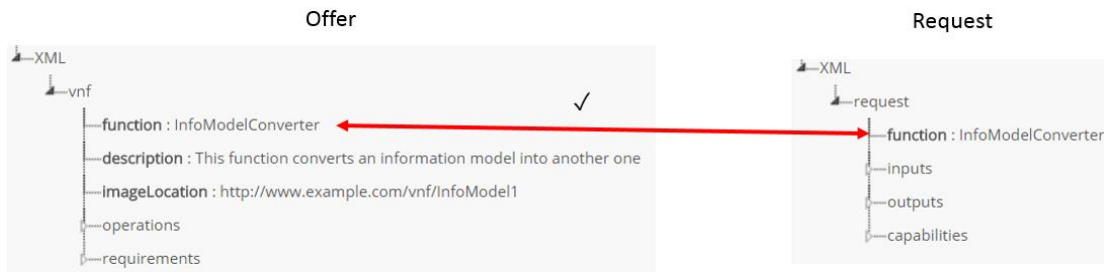 Offer
XML
vnf
function : InfoModelConverter
description : This function converts an information model into another one
imageLocation : http://www.example.com/vnf/InfoModel1
operations
requirements
Request
XML
request
function : InfoModelConverter
inputs
outputs
capabilities